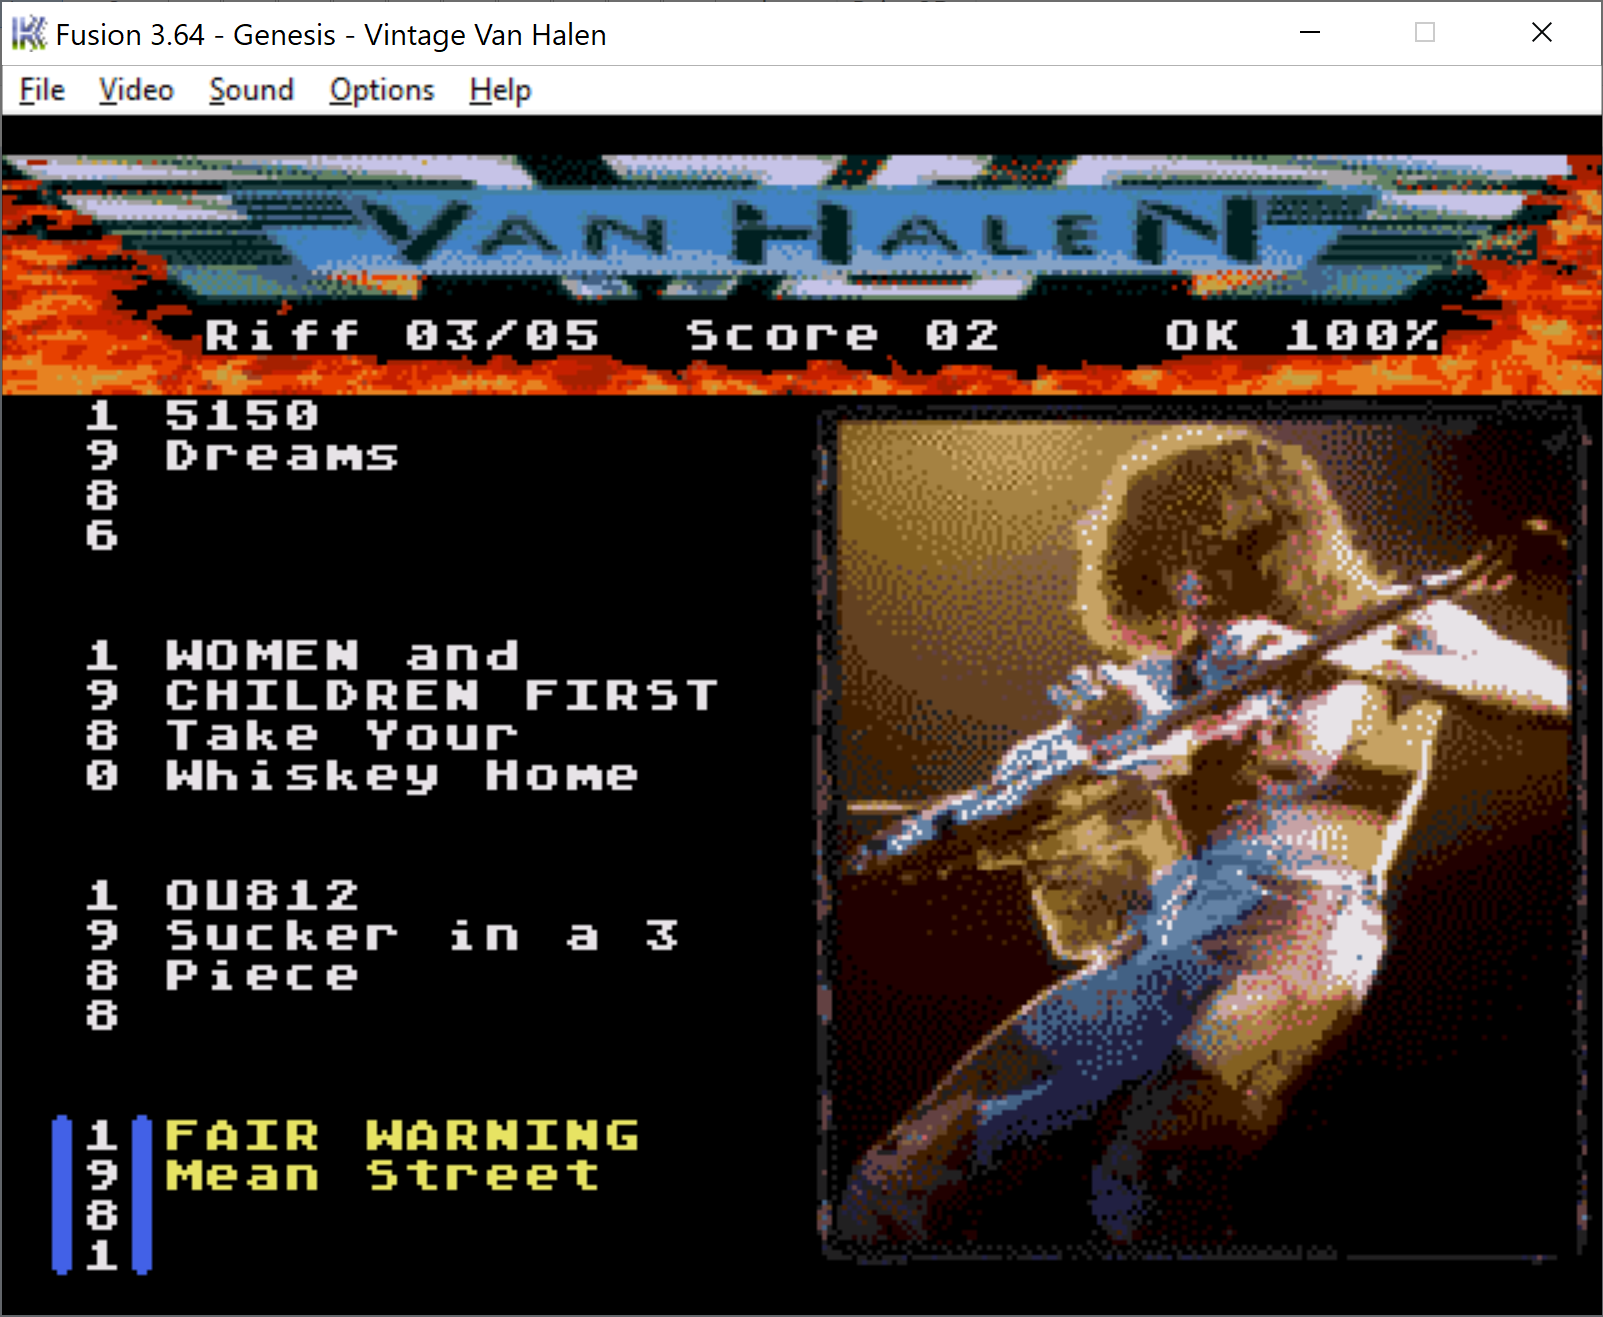 Fusion 3.64 - Genesis - Vintage Van Halen
File Video Sound Options Help
VAN HALEN
Riff 03/05 Score 02 OK 100%
1 5150
9 Dreams
8
6
1 WOMEN and
9 CHILDREN FIRST
8 Take Your
0 Whiskey Home
1 OU812
9 Sucker in a 3
8 Piece
8
1 FAIR WARNING
9 Mean Street
8
1